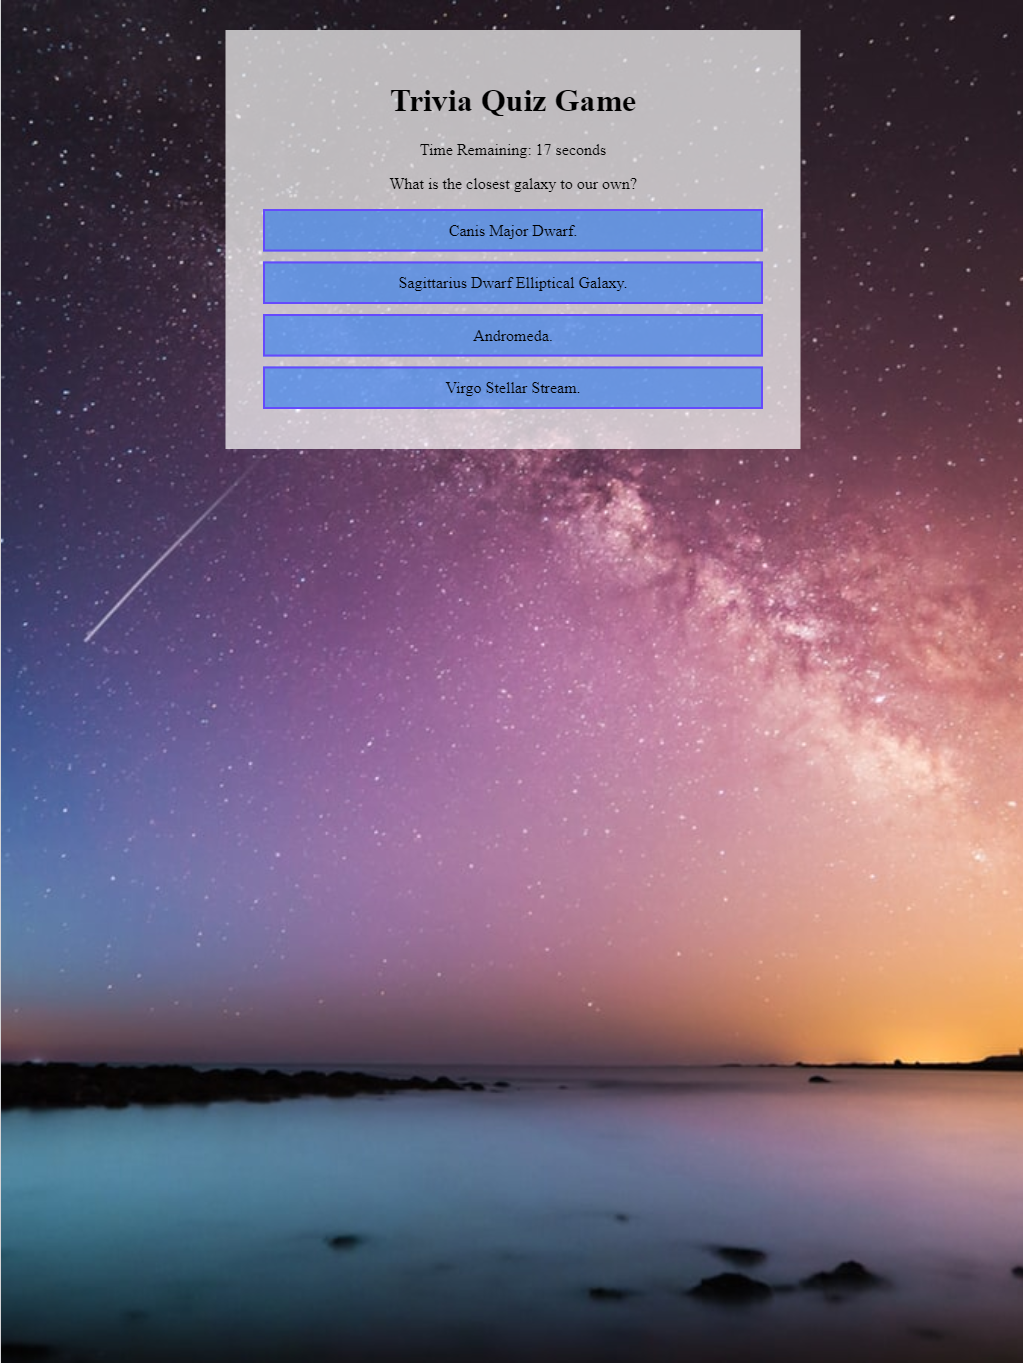 Trivia Quiz Game
Time Remaining: 17 seconds
What is the closest galaxy to our own?
Canis Major Dwarf.
Sagittarius Dwarf Elliptical Galaxy.
Andromeda.
Virgo Stellar Stream.